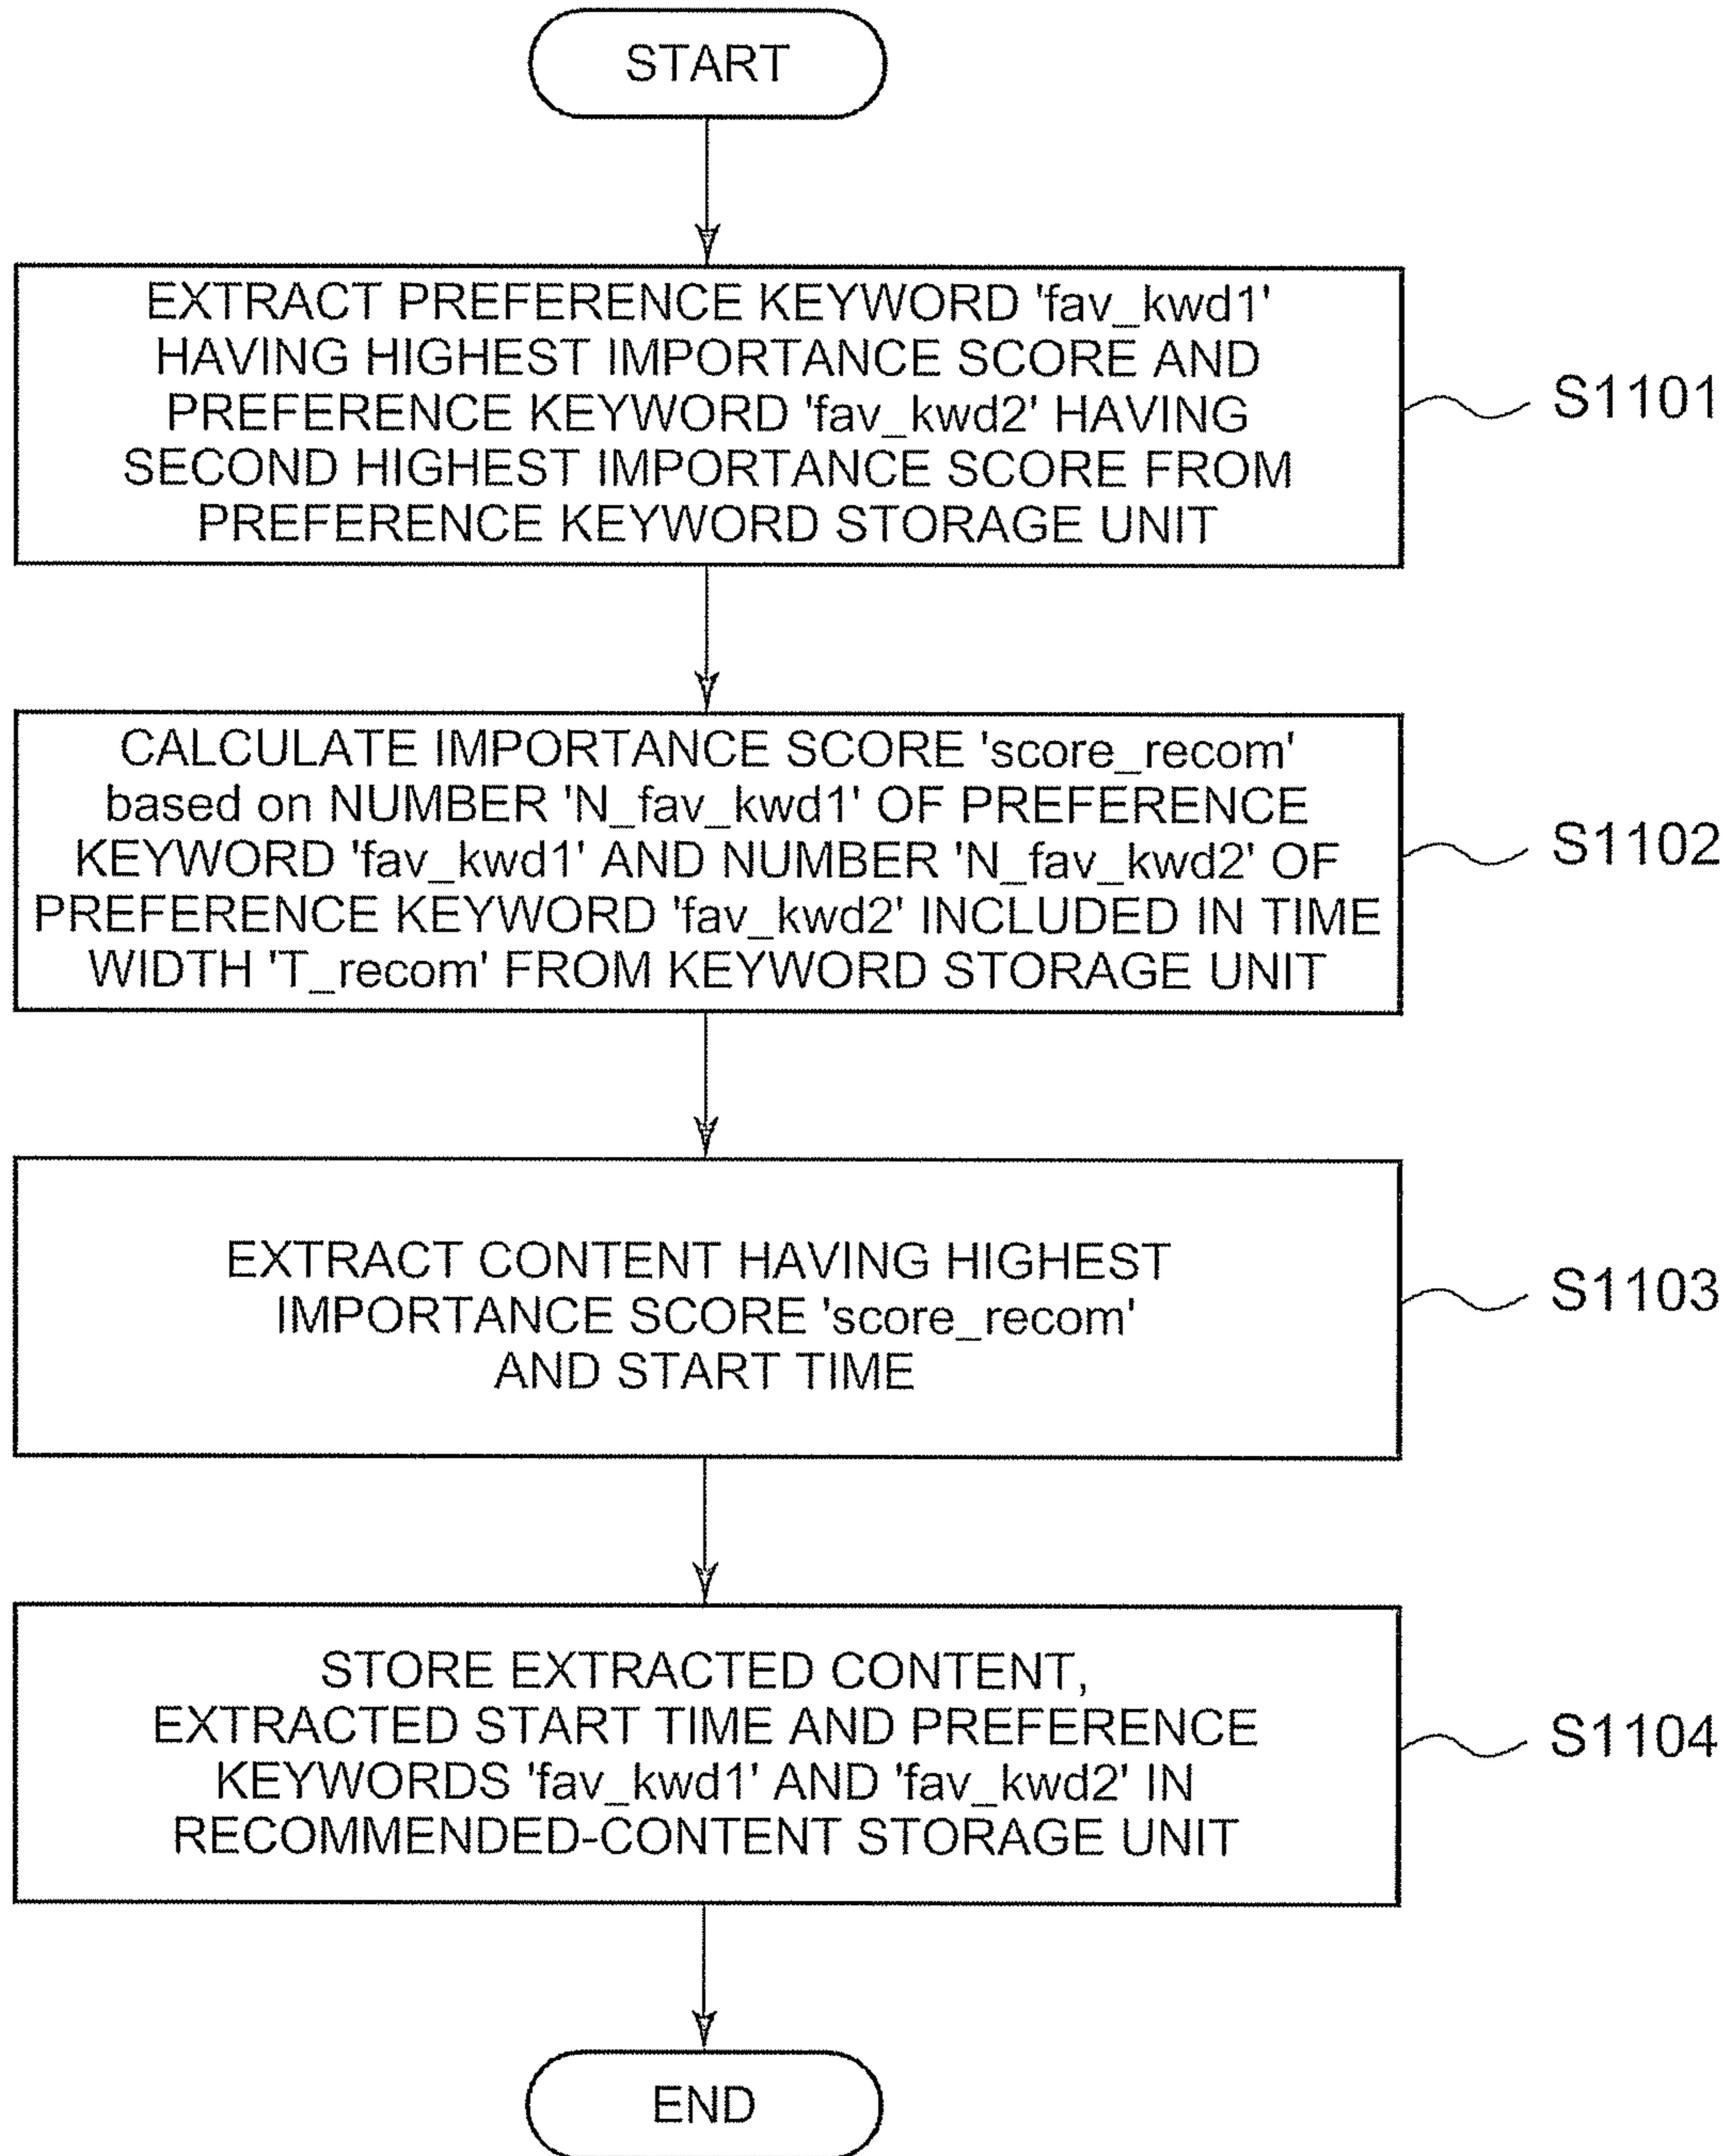 START
EXTRACT PREFERENCE KEYWORD 'fav_kwd1'
HAVING HIGHEST IMPORTANCE SCORE AND
PREFERENCE KEYWORD 'fav_kwd2' HAVING
SECOND HIGHEST IMPORTANCE SCORE FROM
PREFERENCE KEYWORD STORAGE UNIT
S1101
CALCULATE IMPORTANCE SCORE 'score_recom'
based on NUMBER 'N_fav_kwd1' OF PREFERENCE
KEYWORD 'fav_kwd1' AND NUMBER 'N_fav_kwd2' OF
PREFERENCE KEYWORD 'fav_kwd2' INCLUDED IN TIME
WIDTH 'T_recom' FROM KEYWORD STORAGE UNIT
S1102
EXTRACT CONTENT HAVING HIGHEST
IMPORTANCE SCORE 'score_recom'
AND START TIME
S1103
STORE EXTRACTED CONTENT,
EXTRACTED START TIME AND PREFERENCE
KEYWORDS 'fav_kwd1' AND 'fav_kwd2' IN
RECOMMENDED-CONTENT STORAGE UNIT
S1104
END